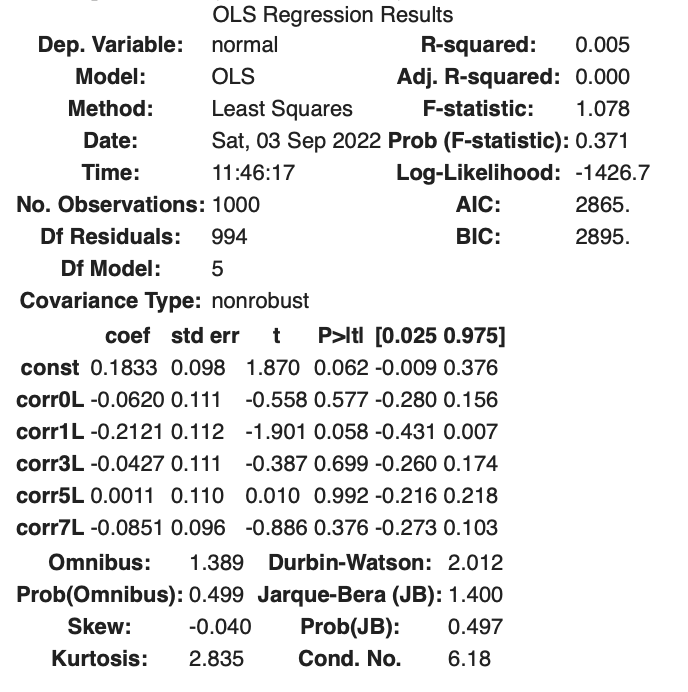 OLS Regression Results
Dep. Variable: normal R-squared: 0.005
Model: OLS Adj. R-squared: 0.000
Method: Least Squares F-statistic: 1.078
Date: Sat, 03 Sep 2022 Prob (F-statistic): 0.371
Time: 11:46:17 Log-Likelihood: -1426.7
No. Observations: 1000 AIC: 2865.
Df Residuals: 994 BIC: 2895.
Df Model: 5
Covariance Type: nonrobust
coef std err t P>|t| [0.025 0.975]
const 0.1833 0.098 1.870 0.062 -0.009 0.376
corr0L -0.0620 0.111 -0.558 0.577 -0.280 0.156
corr1L -0.2121 0.112 -1.901 0.058 -0.431 0.007
corr3L -0.0427 0.111 -0.387 0.699 -0.260 0.174
corr5L 0.0011 0.110 0.010 0.992 -0.216 0.218
corr7L -0.0851 0.096 -0.886 0.376 -0.273 0.103
Omnibus: 1.389 Durbin-Watson: 2.012
Prob(Omnibus): 0.499 Jarque-Bera (JB): 1.400
Skew: -0.040 Prob(JB): 0.497
Kurtosis: 2.835 Cond. No. 6.18